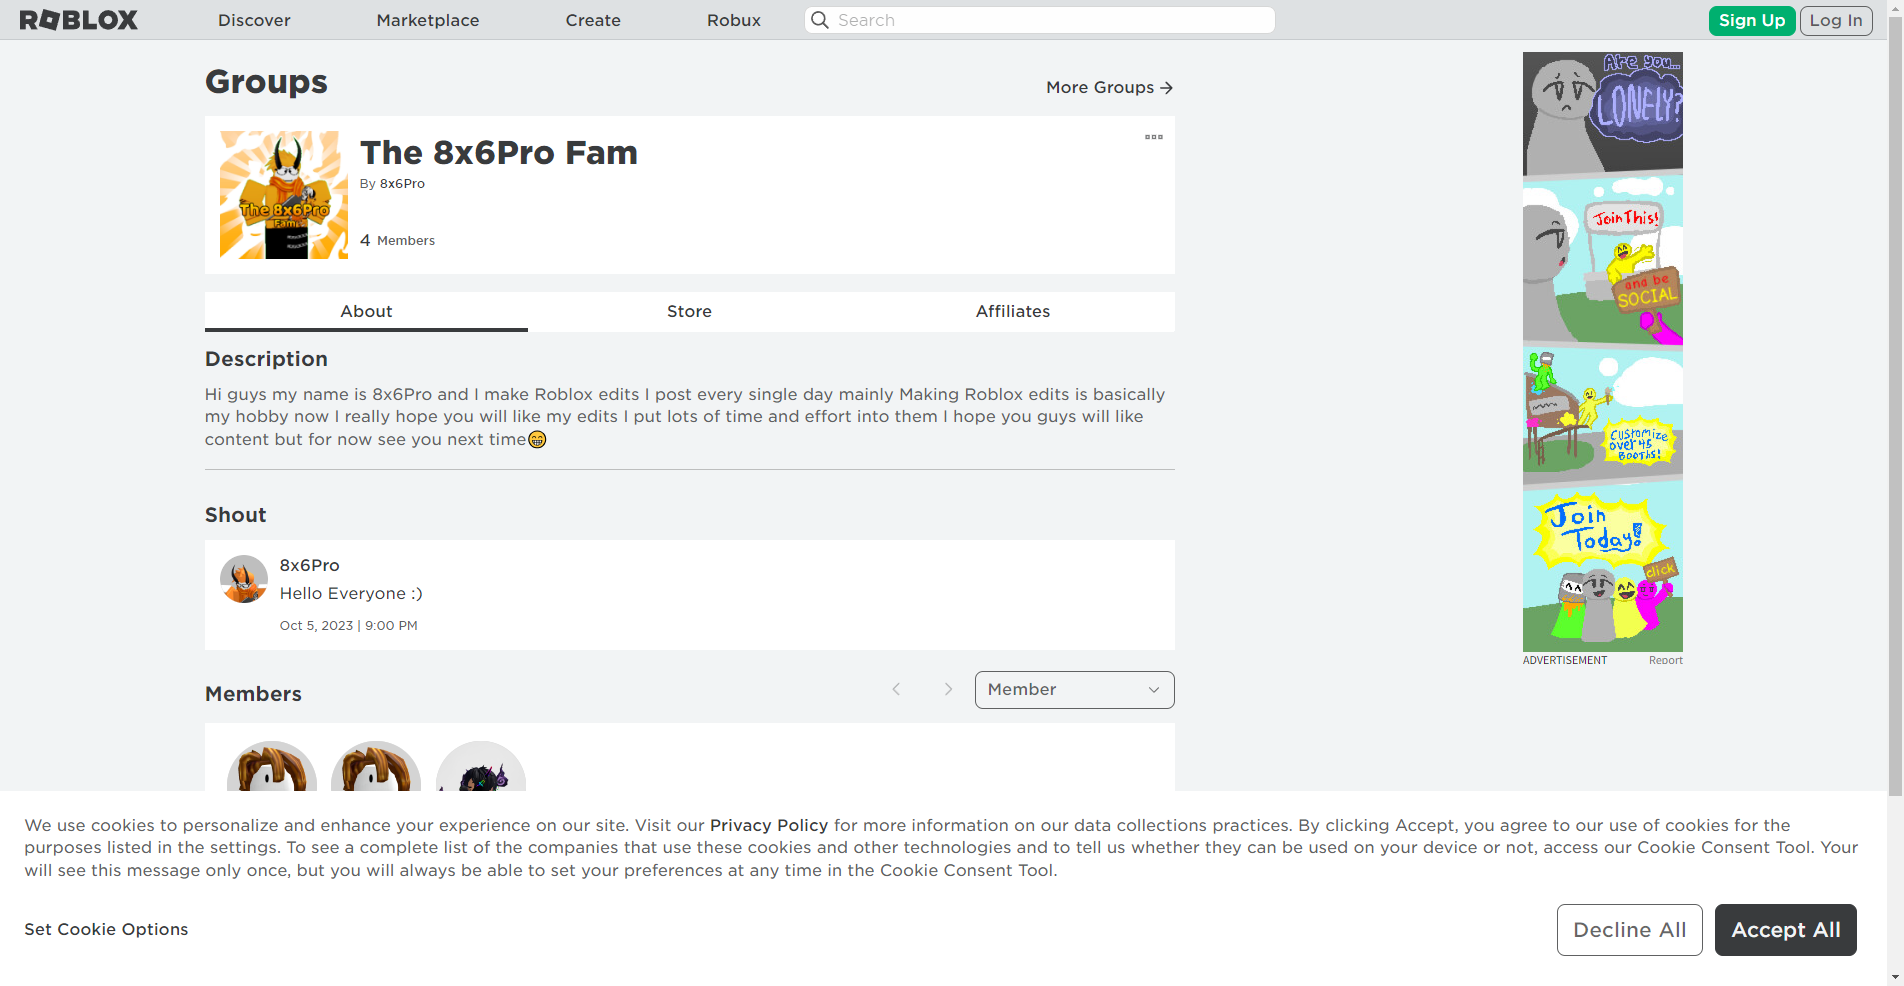 ROBLOX
Discover
Marketplace
Create
Robux
Search
Sign Up
Log In
Groups
More Groups
The 8x6Pro
Fam
The 8x6Pro Fam
By 8x6Pro
4 Members
About
Store
Affiliates
Description
Hi guys my name is 8x6Pro and I make Roblox edits I post every single day mainly Making Roblox edits is basically
my hobby now I really hope you will like my edits I put lots of time and effort into them I hope you guys will like
content but for now see you next time😁
Shout
8x6Pro
Hello Everyone :)
Oct 5, 2023 | 9:00 PM
Members
Member
Are you...
LONELY?
Join This!
and be
SOCIAL
CUSTOMIZE
OVER 45
BOOTHS!
Join
Today!
click
ADVERTISEMENT
Report
We use cookies to personalize and enhance your experience on our site. Visit our Privacy Policy for more information on our data collections practices. By clicking Accept, you agree to our use of cookies for the
purposes listed in the settings. To see a complete list of the companies that use these cookies and other technologies and to tell us whether they can be used on your device or not, access our Cookie Consent Tool. Your
will see this message only once, but you will always be able to set your preferences at any time in the Cookie Consent Tool.
Set Cookie Options
Decline All
Accept All